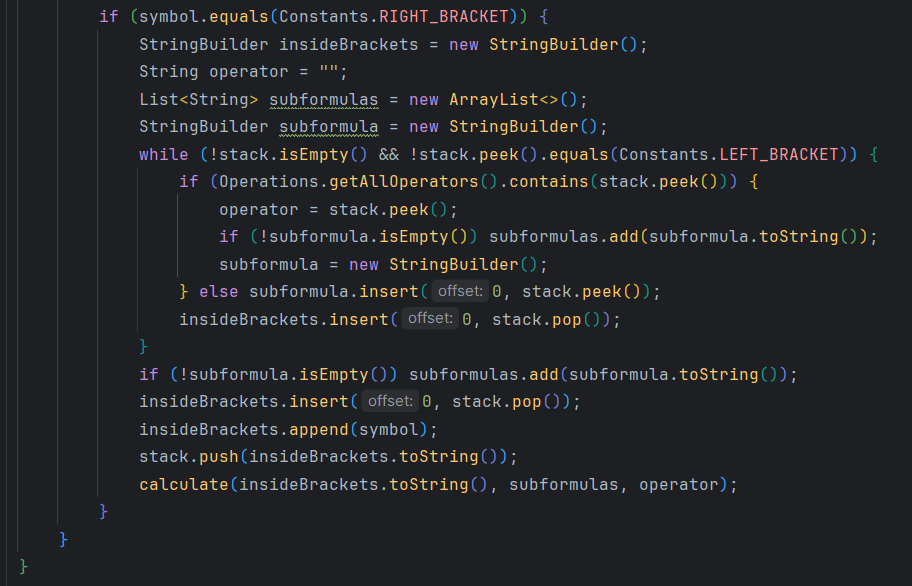 if (symbol.equals(Constants.RIGHT_BRACKET)) {
StringBuilder insideBrackets = new StringBuilder();
String operator = "";
List<String> subformulas = new ArrayList<>();
StringBuilder subformula = new StringBuilder();
while (!stack.isEmpty() && !stack.peek().equals(Constants.LEFT_BRACKET)) {
if (Operations.getAllOperators().contains(stack.peek())) {
operator = stack.peek();
if (!subformula.isEmpty()) subformulas.add(subformula.toString());
subformula = new StringBuilder();
} else subformula.insert( offset: 0, stack.peek());
insideBrackets.insert( offset: 0, stack.pop());
}
if (!subformula.isEmpty()) subformulas.add(subformula.toString());
insideBrackets.insert( offset: 0, stack.pop());
insideBrackets.append(symbol);
stack.push(insideBrackets.toString());
calculate(insideBrackets.toString(), subformulas, operator);
}
}
}